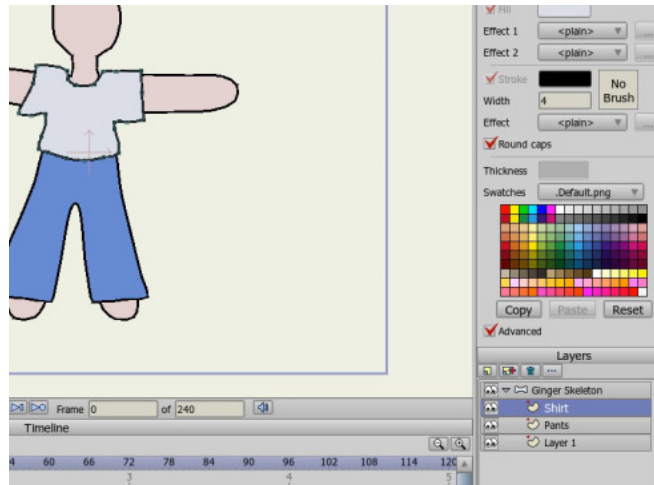 Fill
Effect 1 <plain> ...
Effect 2 <plain> ...
Stroke
No
Brush
Width 4
Effect <plain> ...
Round caps
Thickness
Swatches .Default.png
Copy Paste Reset
Advanced
Layers
Ginger Skeleton
Shirt
Pants
Layer 1
Frame 0 of 240
Timeline
54 60 66 72 78 84 90 96 102 108 114 120
3 4 5